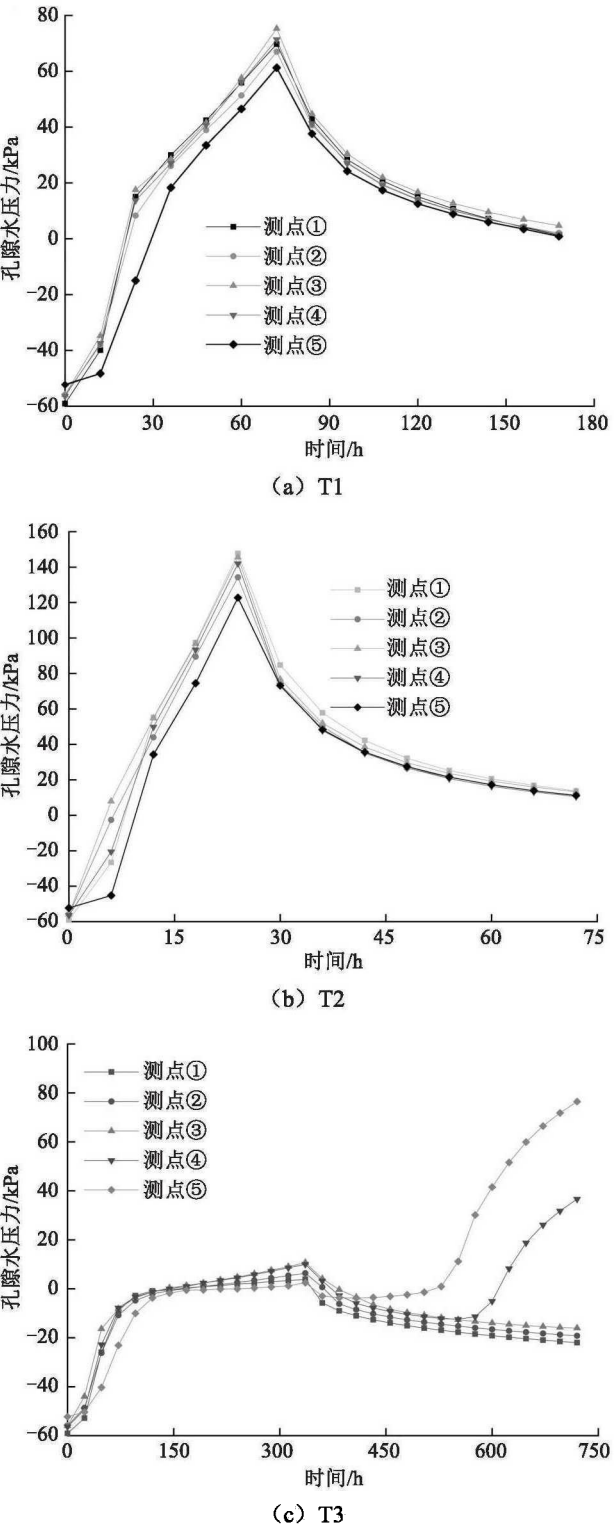 80
60
40
20
0
−20
−40
−60
孔隙水压力/kPa
测点①
测点②
测点③
测点④
测点⑤
0 30 60 90 120 150 180
时间/h
（a）T1
160
140
120
100
80
60
40
20
0
−20
−40
−60
孔隙水压力/kPa
测点①
测点②
测点③
测点④
测点⑤
0 15 30 45 60 75
时间/h
（b）T2
100
80
60
40
20
0
−20
−40
−60
孔隙水压力/kPa
测点①
测点②
测点③
测点④
测点⑤
0 150 300 450 600 750
时间/h
（c）T3